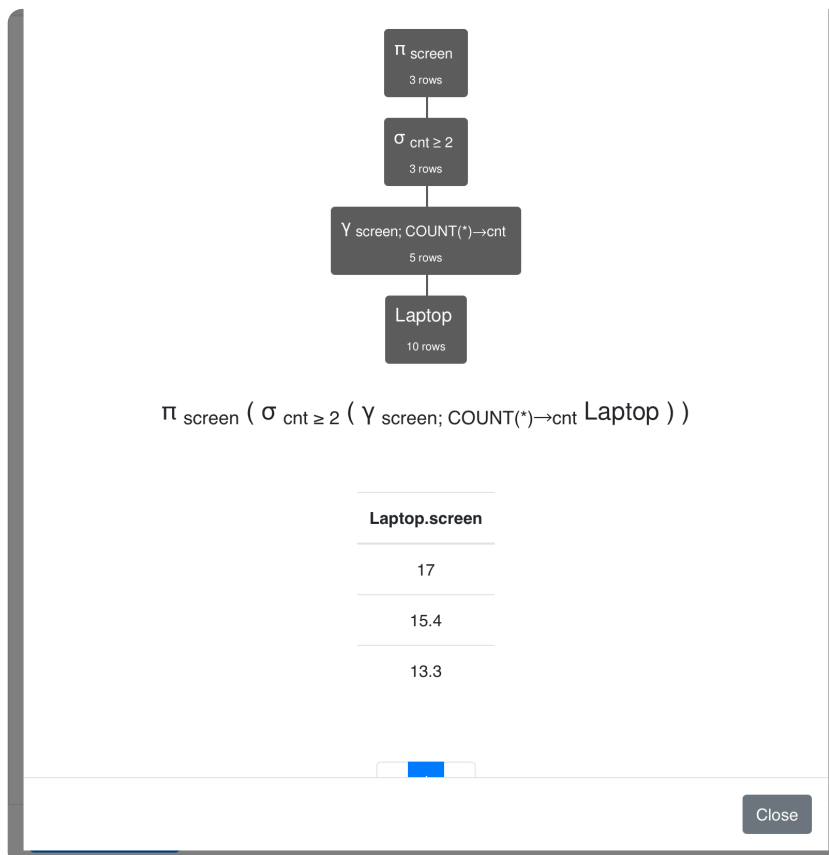 π screen
3 rows
σ cnt ≥ 2
3 rows
γ screen; COUNT(*)→cnt
5 rows
Laptop
10 rows
π screen ( σ cnt ≥ 2 ( γ screen; COUNT(*)→cnt Laptop ) )
Laptop.screen
17
15.4
13.3
Close